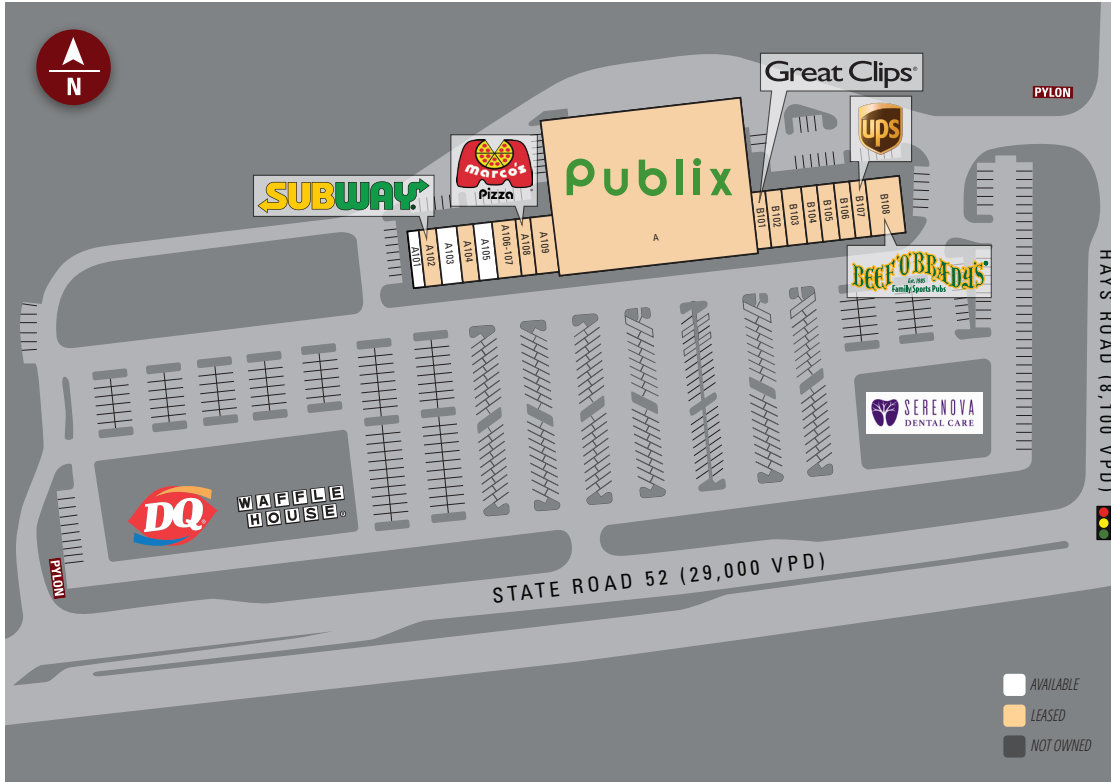 N
Great Clips®
PYLON
ups
Marco's
Pizza
SUBWAY
Publix
A
A101
A102
A103
A104
A105
A106-107
A108
A109
B101
B102
B103
B104
B105
B106
B107
B108
BEEF 'O' BRADY'S®
Est. 1985
Family Sports Pubs
HAYS ROAD (8,100 VPD)
SERENOVA
DENTAL CARE
DQ®
WAFFLE
HOUSE®
PYLON
STATE ROAD 52 (29,000 VPD)
AVAILABLE
LEASED
NOT OWNED